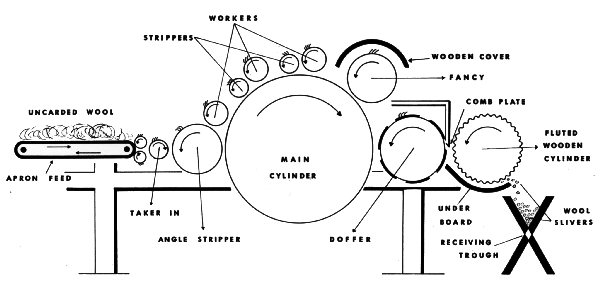 WORKERS
STRIPPERS
WOODEN COVER
FANCY
UNCARDED WOOL
COMB PLATE
FLUTED
WOODEN
CYLINDER
MAIN
CYLINDER
APRON FEED
TAKER IN
ANGLE STRIPPER
DOFFER
UNDER
BOARD
WOOL
SLIVERS
RECEIVING
TROUGH